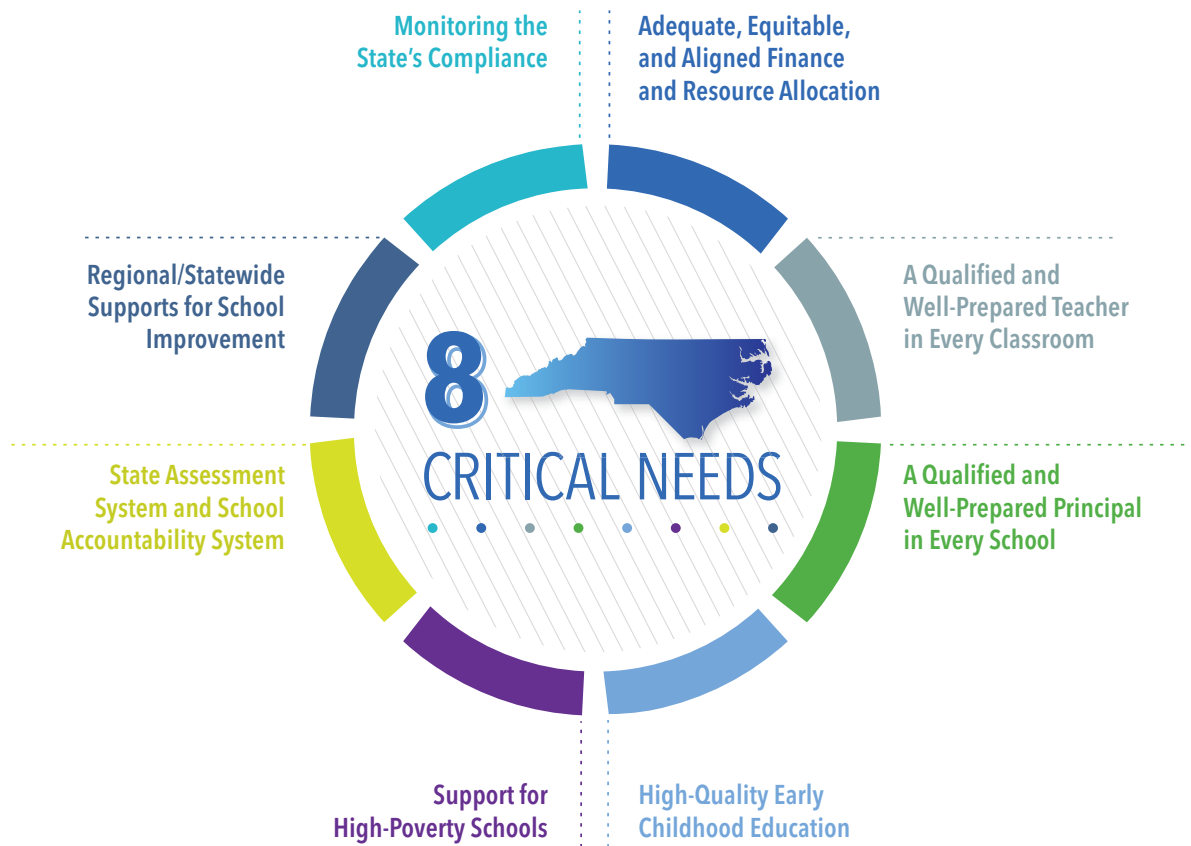 Monitoring the
State's Compliance
Adequate, Equitable,
and Aligned Finance
and Resource Allocation
Regional/Statewide
Supports for School
Improvement
A Qualified and
Well-Prepared Teacher
in Every Classroom
8
CRITICAL NEEDS
State Assessment
System and School
Accountability System
A Qualified and
Well-Prepared Principal
in Every School
Support for
High-Poverty Schools
High-Quality Early
Childhood Education